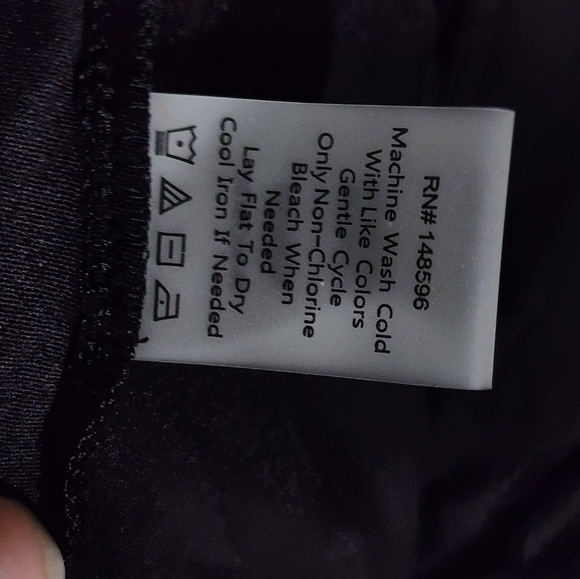 RN# 148596
Machine Wash Cold
With Like Colors
Gentle Cycle
Only Non-Chlorine
Bleach When
Needed
Lay Flat To Dry
Cool Iron If Needed